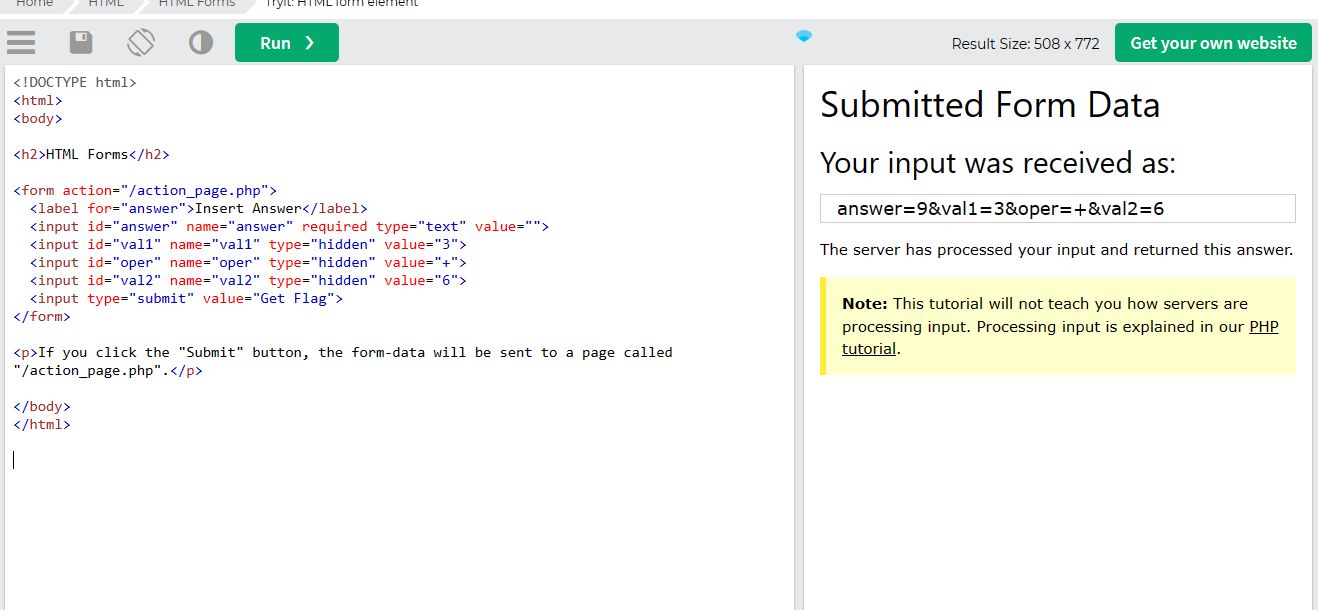 Home HTML HTML Forms Tryit: HTML form element
Run ❯ Result Size: 508 x 772 Get your own website
<!DOCTYPE html>
<html>
<body>
<h2>HTML Forms</h2>
<form action="/action_page.php">
<label for="answer">Insert Answer</label>
<input id="answer" name="answer" required type="text" value="">
<input id="val1" name="val1" type="hidden" value="3">
<input id="oper" name="oper" type="hidden" value="+">
<input id="val2" name="val2" type="hidden" value="6">
<input type="submit" value="Get Flag">
</form>
<p>If you click the "Submit" button, the form-data will be sent to a page called
"/action_page.php".</p>
</body>
</html>
Submitted Form Data
Your input was received as:
answer=9&val1=3&oper=+&val2=6
The server has processed your input and returned this answer.
Note: This tutorial will not teach you how servers are
processing input. Processing input is explained in our PHP
tutorial.